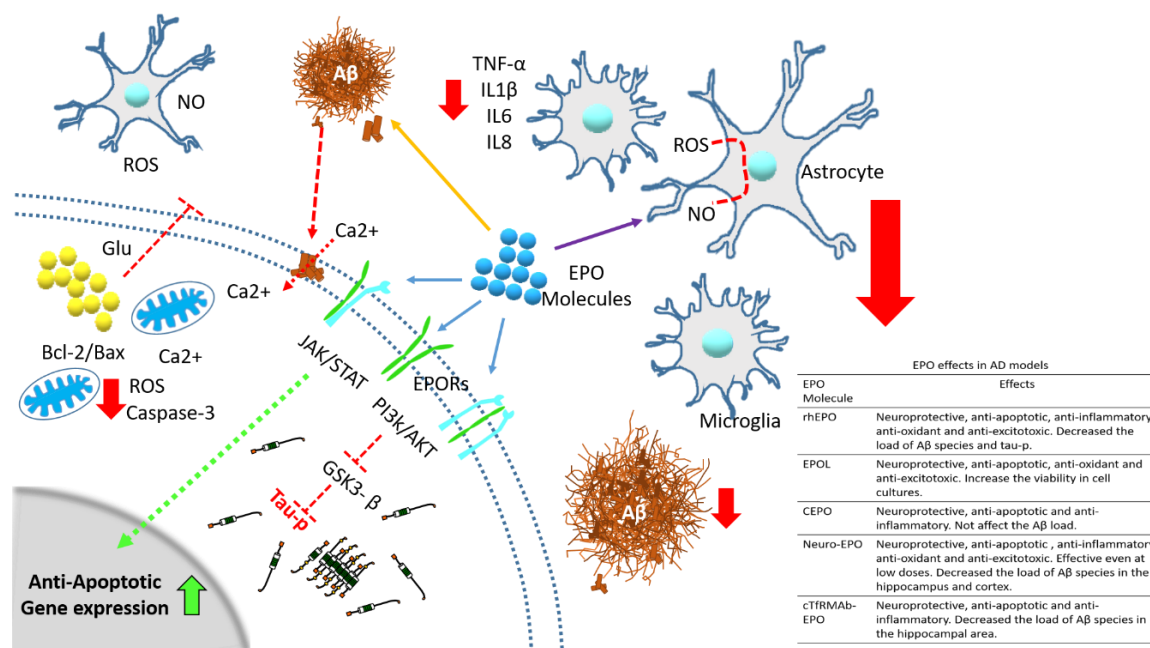 Aβ
TNF-α
IL1β
IL6
IL8
NO
ROS
ROS
NO
Astrocyte
Glu
Ca2+
Ca2+
EPO
Molecules
Bcl-2/Bax
Ca2+
ROS
Caspase-3
JAK/STAT
EPORs
PI3k/AKT
GSK3- β
Tau-p
Microglia
Aβ
Anti-Apoptotic
Gene expression
EPO effects in AD models
EPO Molecule
Effects
rhEPO
Neuroprotective, anti-apoptotic, anti-inflammatory
anti-oxidant and anti-excitotoxic. Decreased the
load of Aβ species and tau-p.
EPOL
Neuroprotective, anti-apoptotic, anti-oxidant and
anti-excitotoxic. Increase the viability in cell
cultures.
CEPO
Neuroprotective, anti-apoptotic and anti-
inflammatory. Not affect the Aβ load.
Neuro-EPO
Neuroprotective, anti-apoptotic , anti-inflammatory
anti-oxidant and anti-excitotoxic. Effective even at
low doses. Decreased the load of Aβ species in the
hippocampus and cortex.
cTfRMAb-
EPO
Neuroprotective, anti-apoptotic and anti-
inflammatory. Decreased the load of Aβ species in
the hippocampal area.